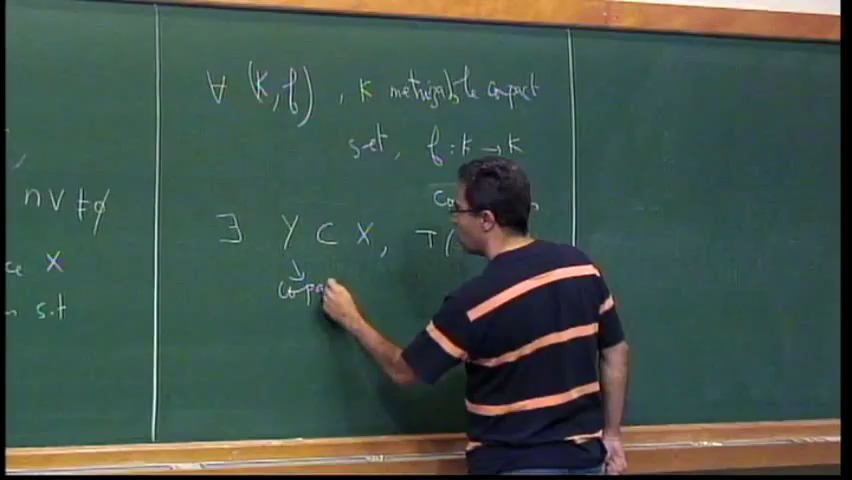 n V ≠ ∅
X
s.t
∀ (K, f) , K metrizable compact
set, f : K → K
∃ Y ⊂ X, T(
↓
compa